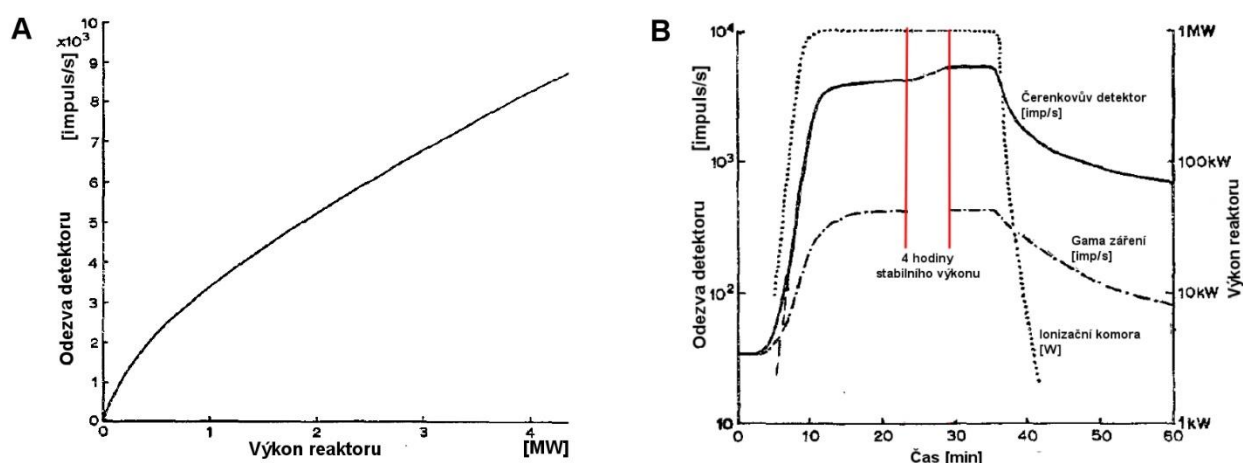 A
×10³
10
9
8
7
6
5
4
3
2
1
0
Odezva detektoru
[impuls/s]
0
1
2
3
4
Výkon reaktoru
[MW]
B
Odezva detektoru
[impuls/s]
10⁴
10³
10²
10
0
10
20
30
40
50
60
Čas [min]
1MW
100kW
10kW
1kW
Výkon reaktoru
Čerenkovův detektor
[imp/s]
4 hodiny
stabilního výkonu
Gama záření
[imp/s]
Ionizační komora
[W]